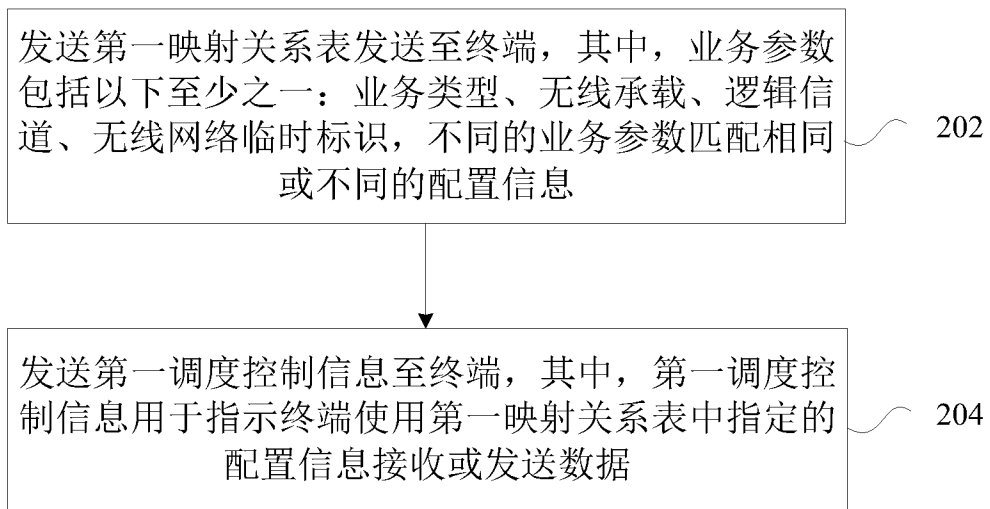 发送第一映射关系表发送至终端，其中，业务参数
包括以下至少之一：业务类型、无线承载、逻辑信
道、无线网络临时标识，不同的业务参数匹配相同
或不同的配置信息
202
发送第一调度控制信息至终端，其中，第一调度控
制信息用于指示终端使用第一映射关系表中指定的
配置信息接收或发送数据
204